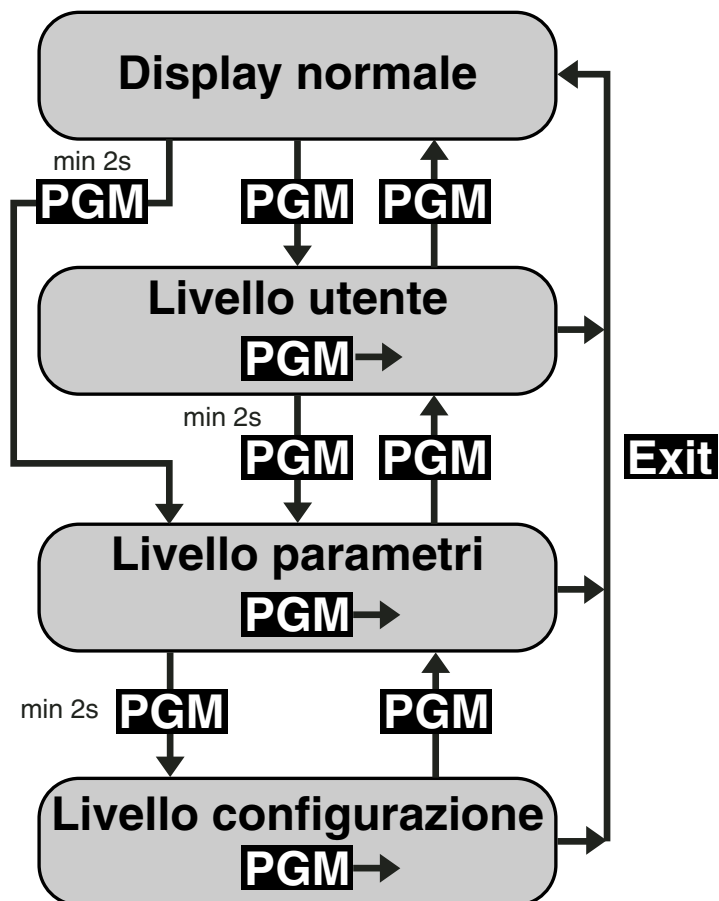 Display normale
min 2s
PGM PGM PGM
Livello utente
PGM
min 2s
PGM PGM
Exit
Livello parametri
PGM
min 2s PGM PGM
Livello configurazione
PGM